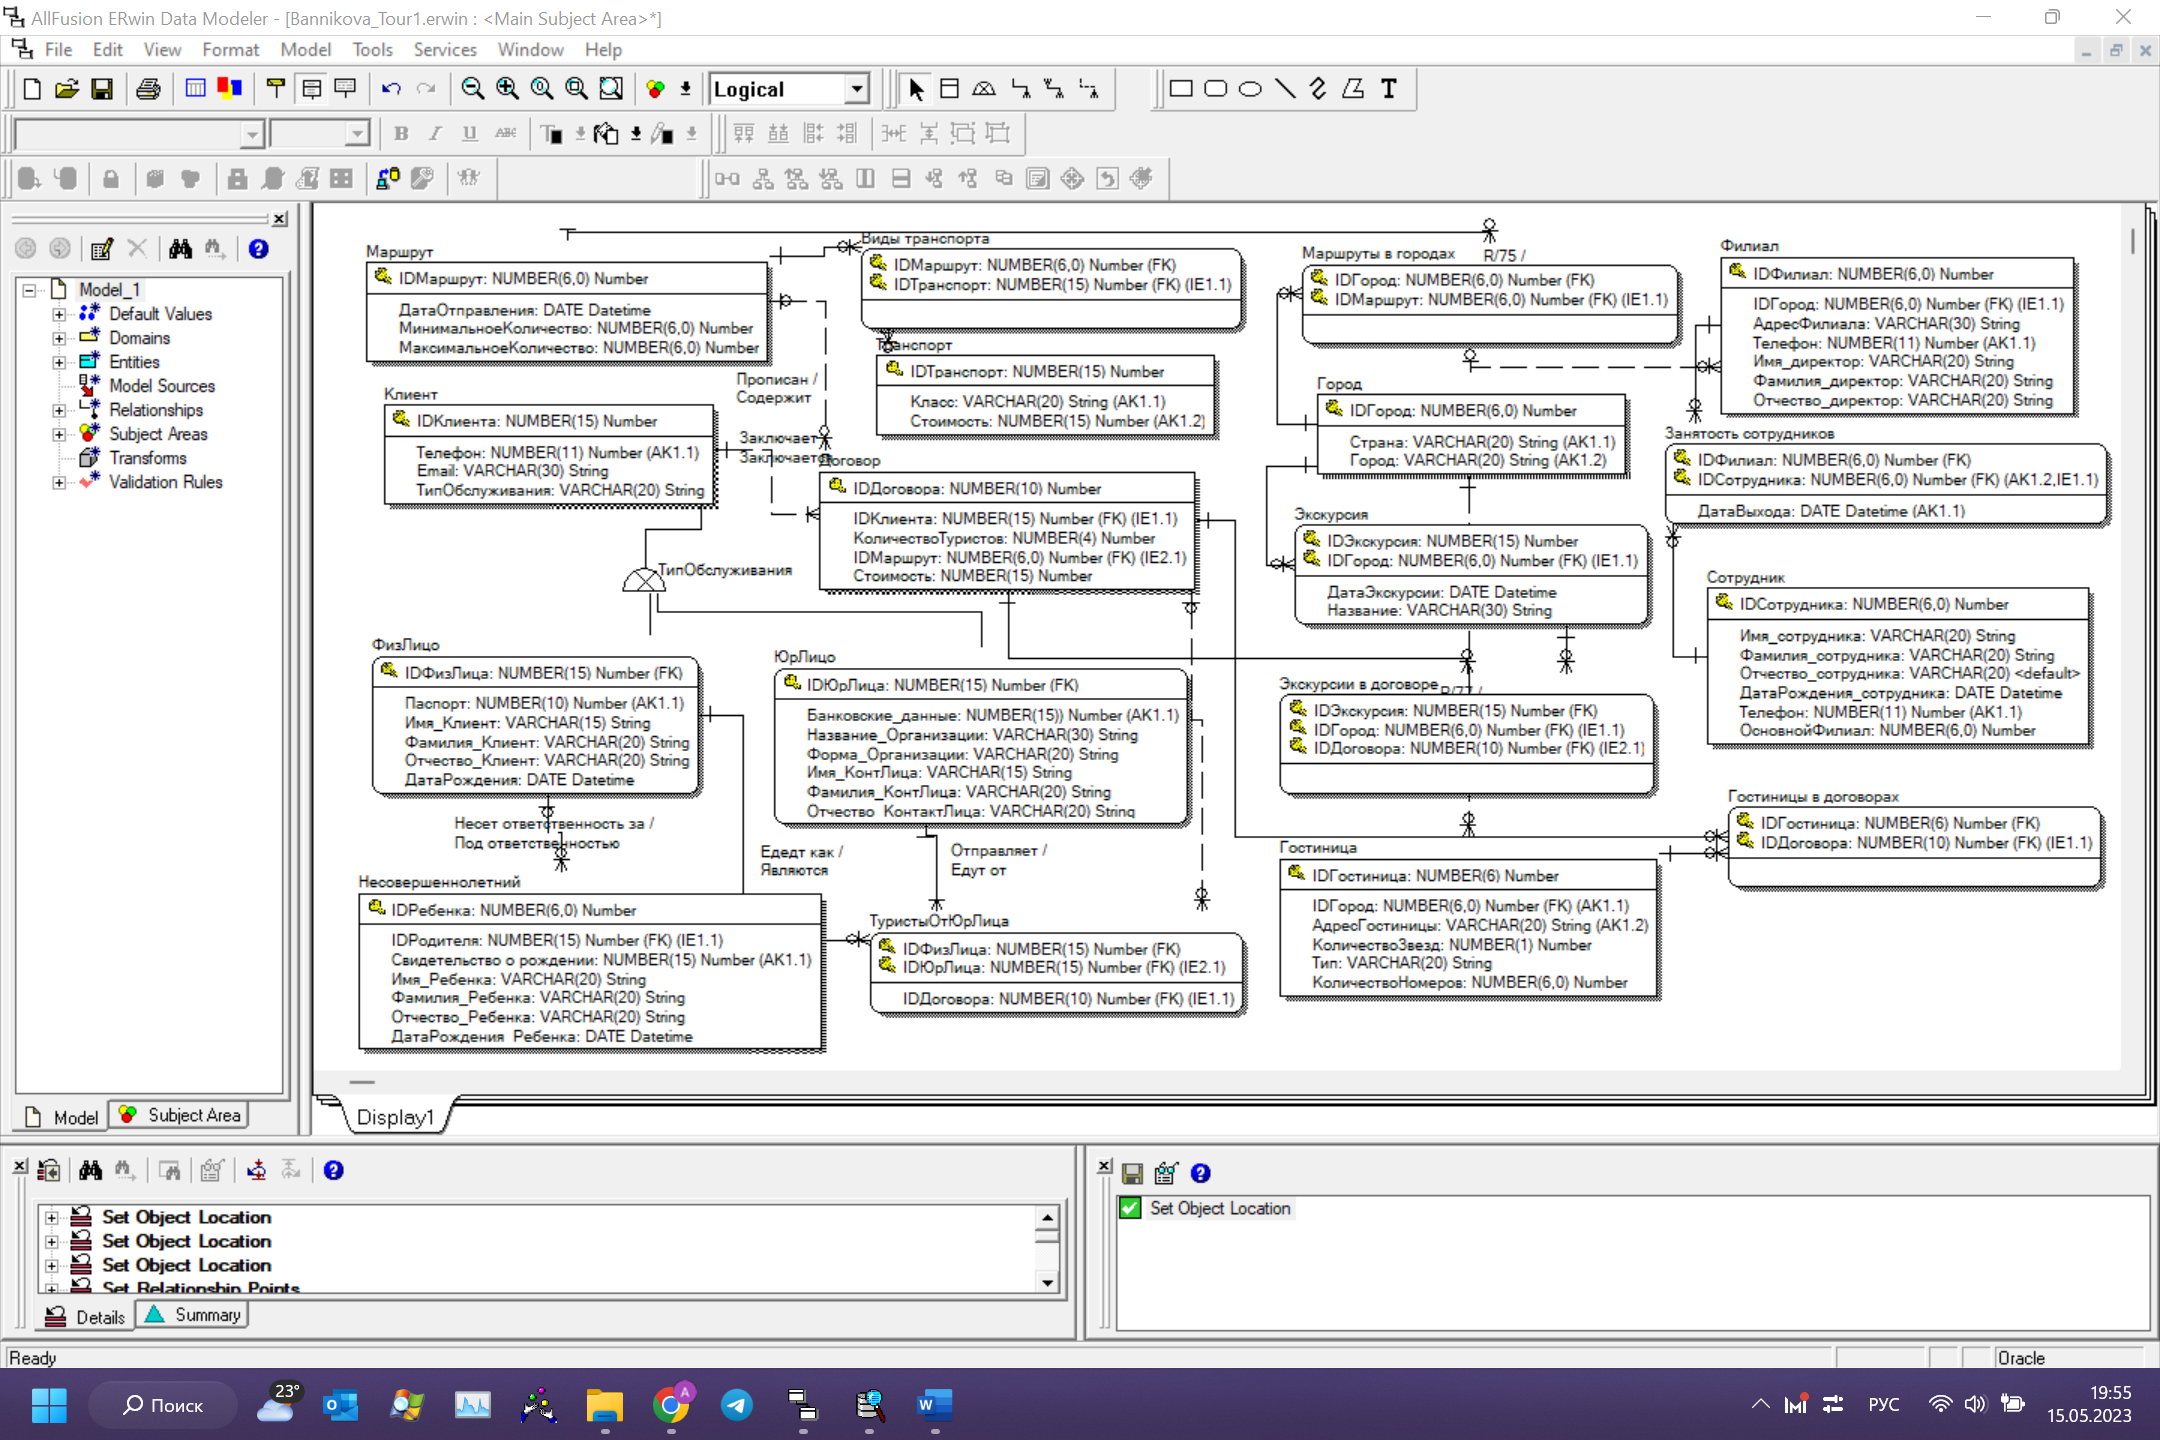 AllFusion ERwin Data Modeler - [Bannikova_Tour1.erwin : <Main Subject Area>*]
File Edit View Format Model Tools Services Window Help
Logical
Model_1
Default Values
Domains
Entities
Model Sources
Relationships
Subject Areas
Transforms
Validation Rules
Model
Subject Area
Маршрут
IDМаршрут: NUMBER(6,0) Number
ДатаОтправления: DATE Datetime
МинимальноеКоличество: NUMBER(6,0) Number
МаксимальноеКоличество: NUMBER(6,0) Number
Виды транспорта
IDМаршрут: NUMBER(6,0) Number (FK)
IDТранспорт: NUMBER(15) Number (FK) (IE1.1)
Транспорт
IDТранспорт: NUMBER(15) Number
Класс: VARCHAR(20) String (AK1.1)
Стоимость: NUMBER(15) Number (AK1.2)
Маршруты в городах
R/75 /
IDГород: NUMBER(6,0) Number (FK)
IDМаршрут: NUMBER(6,0) Number (FK) (IE1.1)
Филиал
IDФилиал: NUMBER(6,0) Number
IDГород: NUMBER(6,0) Number (FK) (IE1.1)
АдресФилиала: VARCHAR(30) String
Телефон: NUMBER(11) Number (AK1.1)
Имя_директор: VARCHAR(20) String
Фамилия_директор: VARCHAR(20) String
Отчество_директор: VARCHAR(20) String
Прописан /
Содержит
Клиент
IDКлиента: NUMBER(15) Number
Телефон: NUMBER(11) Number (AK1.1)
Email: VARCHAR(30) String
ТипОбслуживания: VARCHAR(20) String
Заключает
Заключается
Договор
IDДоговора: NUMBER(10) Number
IDКлиента: NUMBER(15) Number (FK) (IE1.1)
КоличествоТуристов: NUMBER(4) Number
IDМаршрут: NUMBER(6,0) Number (FK) (IE2.1)
Стоимость: NUMBER(15) Number
Город
IDГород: NUMBER(6,0) Number
Страна: VARCHAR(20) String (AK1.1)
Город: VARCHAR(20) String (AK1.2)
Занятость сотрудников
IDФилиал: NUMBER(6,0) Number (FK)
IDСотрудника: NUMBER(6,0) Number (FK) (AK1.2,IE1.1)
ДатаВыхода: DATE Datetime (AK1.1)
Экскурсия
IDЭкскурсия: NUMBER(15) Number
IDГород: NUMBER(6,0) Number (FK) (IE1.1)
ДатаЭкскурсии: DATE Datetime
Название: VARCHAR(30) String
ТипОбслуживания
Сотрудник
IDСотрудника: NUMBER(6,0) Number
Имя_сотрудника: VARCHAR(20) String
Фамилия_сотрудника: VARCHAR(20) String
Отчество_сотрудника: VARCHAR(20) <default>
ДатаРождения_сотрудника: DATE Datetime
Телефон: NUMBER(11) Number (AK1.1)
ОсновнойФилиал: NUMBER(6,0) Number
ФизЛицо
IDФизЛица: NUMBER(15) Number (FK)
Паспорт: NUMBER(10) Number (AK1.1)
Имя_Клиент: VARCHAR(15) String
Фамилия_Клиент: VARCHAR(20) String
Отчество_Клиент: VARCHAR(20) String
ДатаРождения: DATE Datetime
ЮрЛицо
IDЮрЛица: NUMBER(15) Number (FK)
Банковские_данные: NUMBER(15)) Number (AK1.1)
Название_Организации: VARCHAR(30) String
Форма_Организации: VARCHAR(20) String
Имя_КонтЛица: VARCHAR(15) String
Фамилия_КонтЛица: VARCHAR(20) String
Отчество_КонтактЛица: VARCHAR(20) String
Экскурсии в договоре
R/77 /
IDЭкскурсия: NUMBER(15) Number (FK)
IDГород: NUMBER(6,0) Number (FK) (IE1.1)
IDДоговора: NUMBER(10) Number (FK) (IE2.1)
Гостиницы в договорах
IDГостиница: NUMBER(6) Number (FK)
IDДоговора: NUMBER(10) Number (FK) (IE1.1)
Несет ответственность за /
Под ответственостью
Едедт как /
Являются
Отправляет /
Едут от
Гостиница
IDГостиница: NUMBER(6) Number
IDГород: NUMBER(6,0) Number (FK) (AK1.1)
АдресГостиницы: VARCHAR(20) String (AK1.2)
КоличествоЗвезд: NUMBER(1) Number
Тип: VARCHAR(20) String
КоличествоНомеров: NUMBER(6,0) Number
Несовершеннолетний
IDРебенка: NUMBER(6,0) Number
IDРодителя: NUMBER(15) Number (FK) (IE1.1)
Свидетельство о рождении: NUMBER(15) Number (AK1.1)
Имя_Ребенка: VARCHAR(20) String
Фамилия_Ребенка: VARCHAR(20) String
Отчество_Ребенка: VARCHAR(20) String
ДатаРождения_Ребенка: DATE Datetime
ТуристыОтЮрЛица
IDФизЛица: NUMBER(15) Number (FK)
IDЮрЛица: NUMBER(15) Number (FK) (IE2.1)
IDДоговора: NUMBER(10) Number (FK) (IE1.1)
Display1
Set Object Location
Set Object Location
Set Object Location
Set Relationship Points
Details
Summary
Set Object Location
Ready
Oracle
23°
Поиск
A
РУС
19:55
15.05.2023